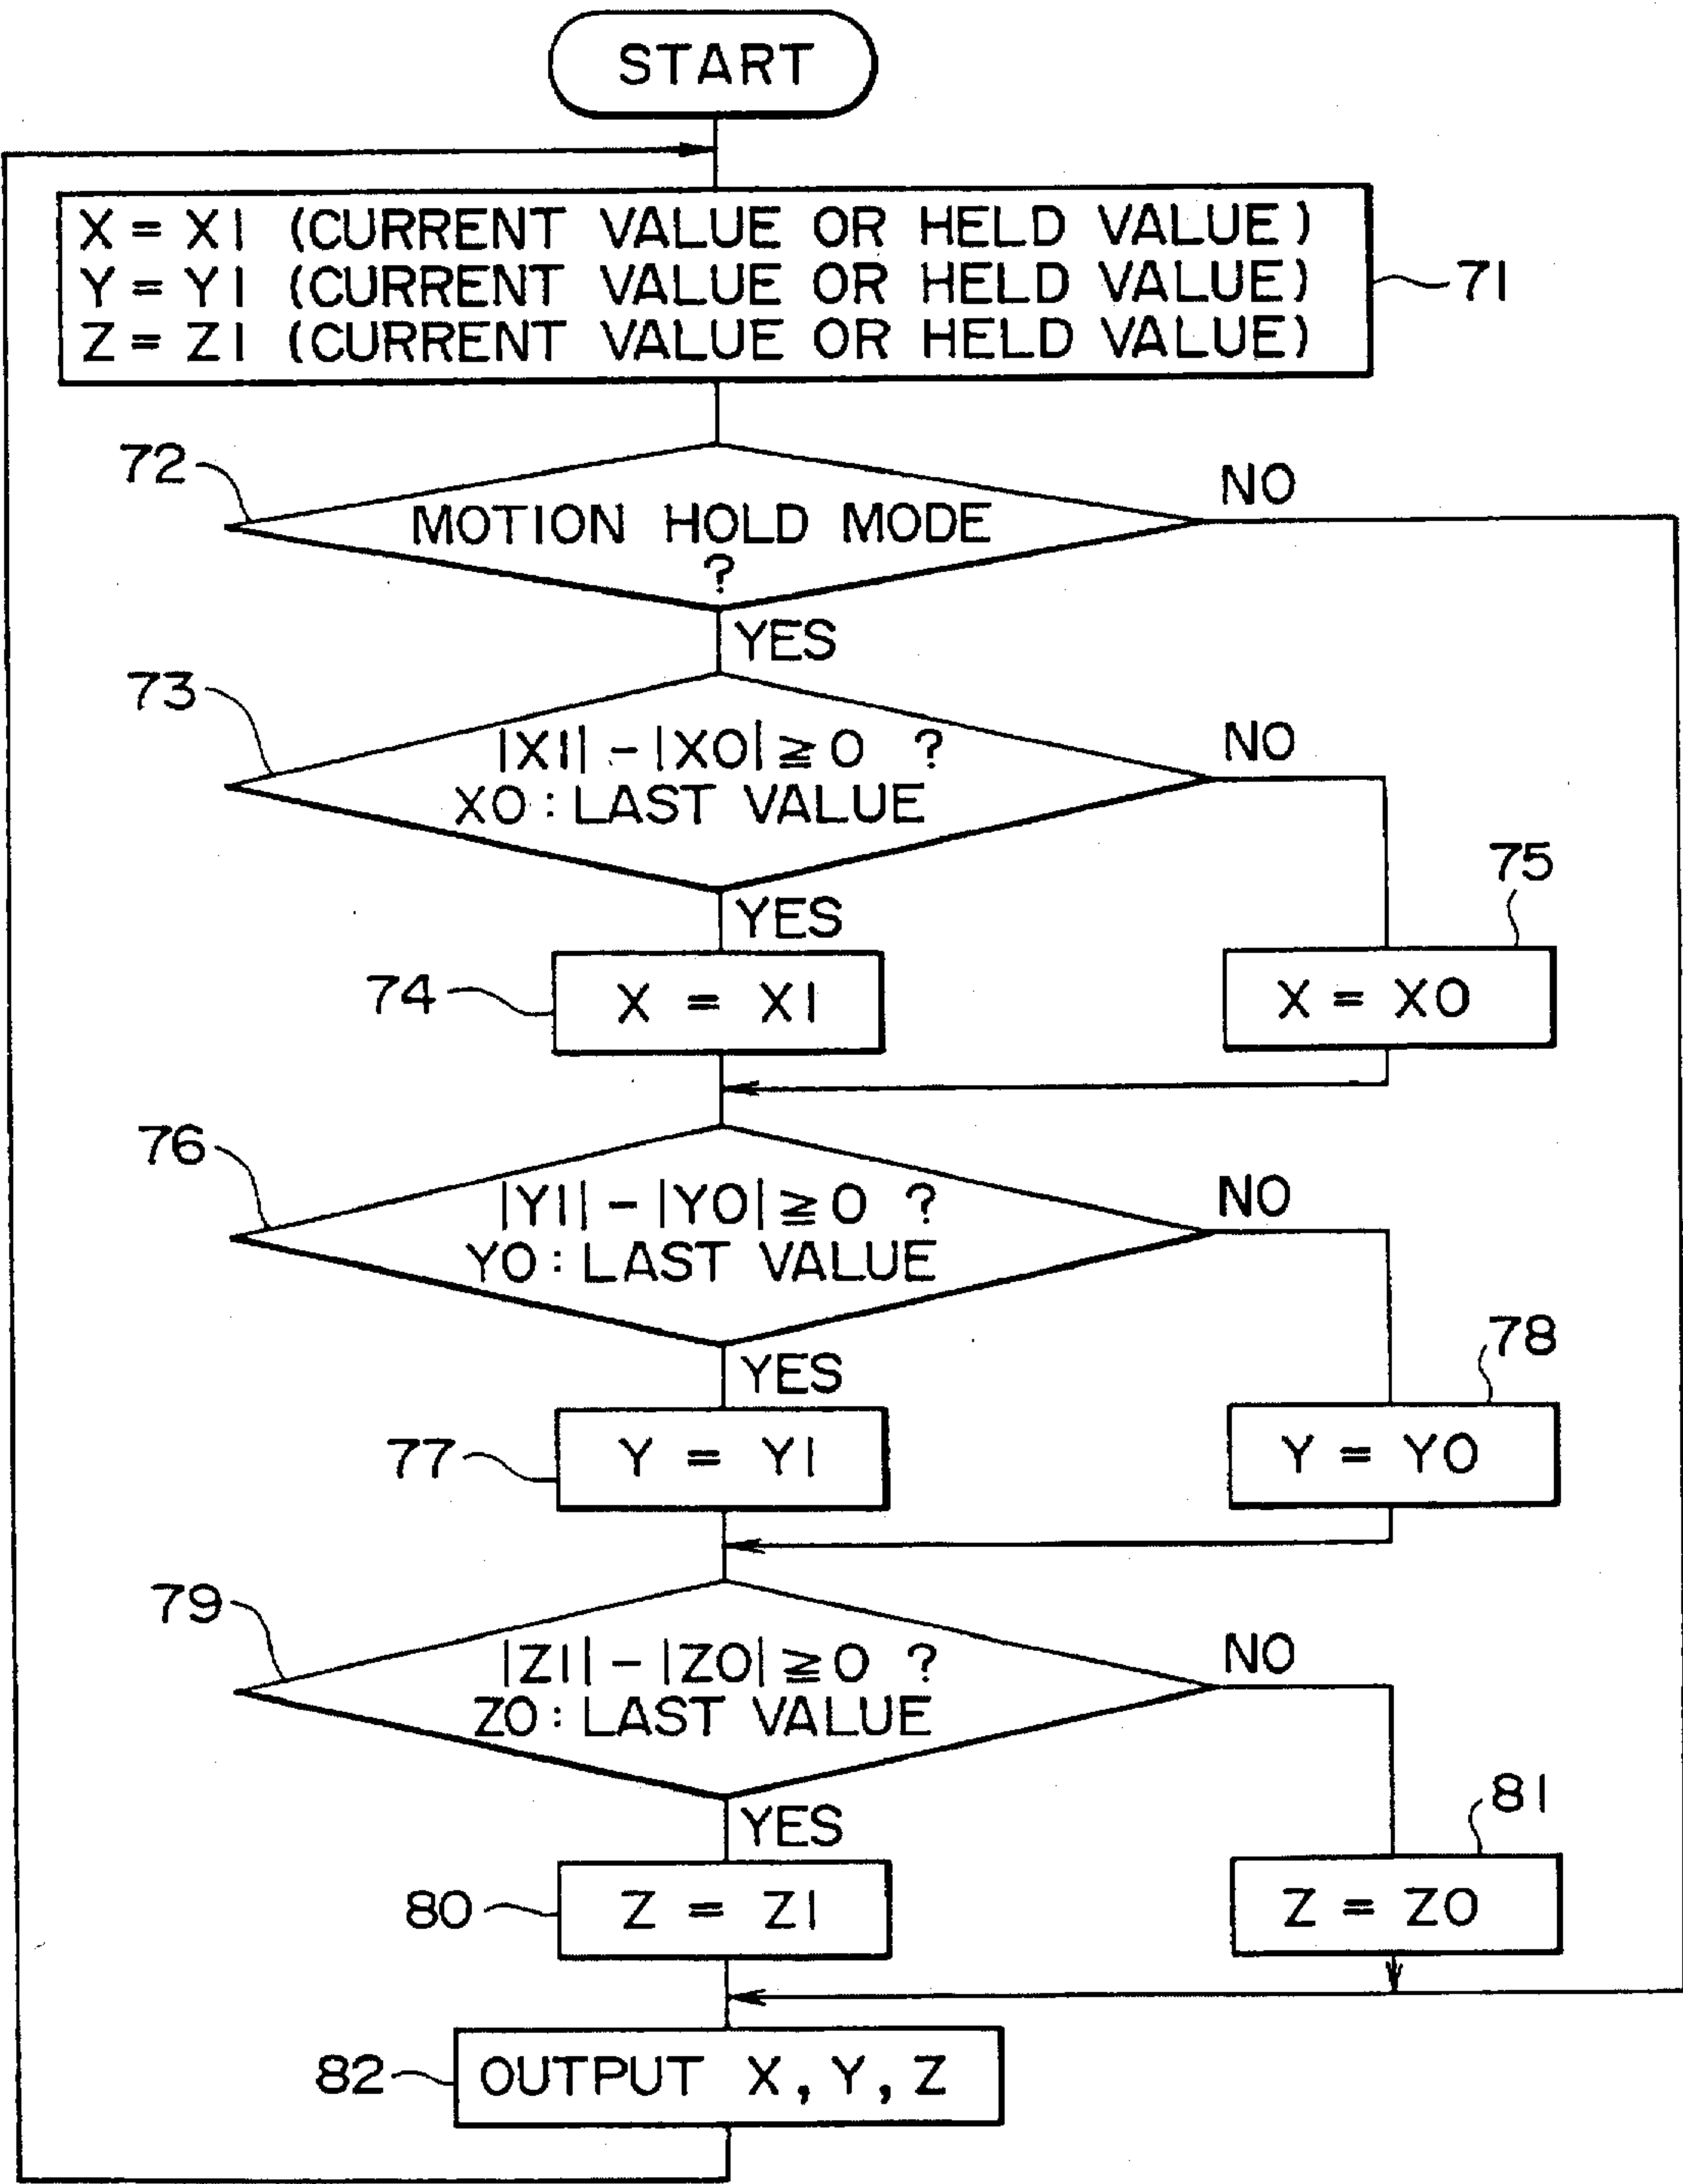 START
X = X1 (CURRENT VALUE OR HELD VALUE)
Y = Y1 (CURRENT VALUE OR HELD VALUE)
Z = Z1 (CURRENT VALUE OR HELD VALUE)
71
72
MOTION HOLD MODE
?
NO
YES
73
|X1| - |X0| ≧ 0 ?
X0 : LAST VALUE
NO
YES
74
X = X1
75
X = X0
76
|Y1| - |Y0| ≧ 0 ?
Y0 : LAST VALUE
NO
YES
77
Y = Y1
78
Y = Y0
79
|Z1| - |Z0| ≧ 0 ?
Z0 : LAST VALUE
NO
YES
80
Z = Z1
81
Z = Z0
82
OUTPUT X, Y, Z